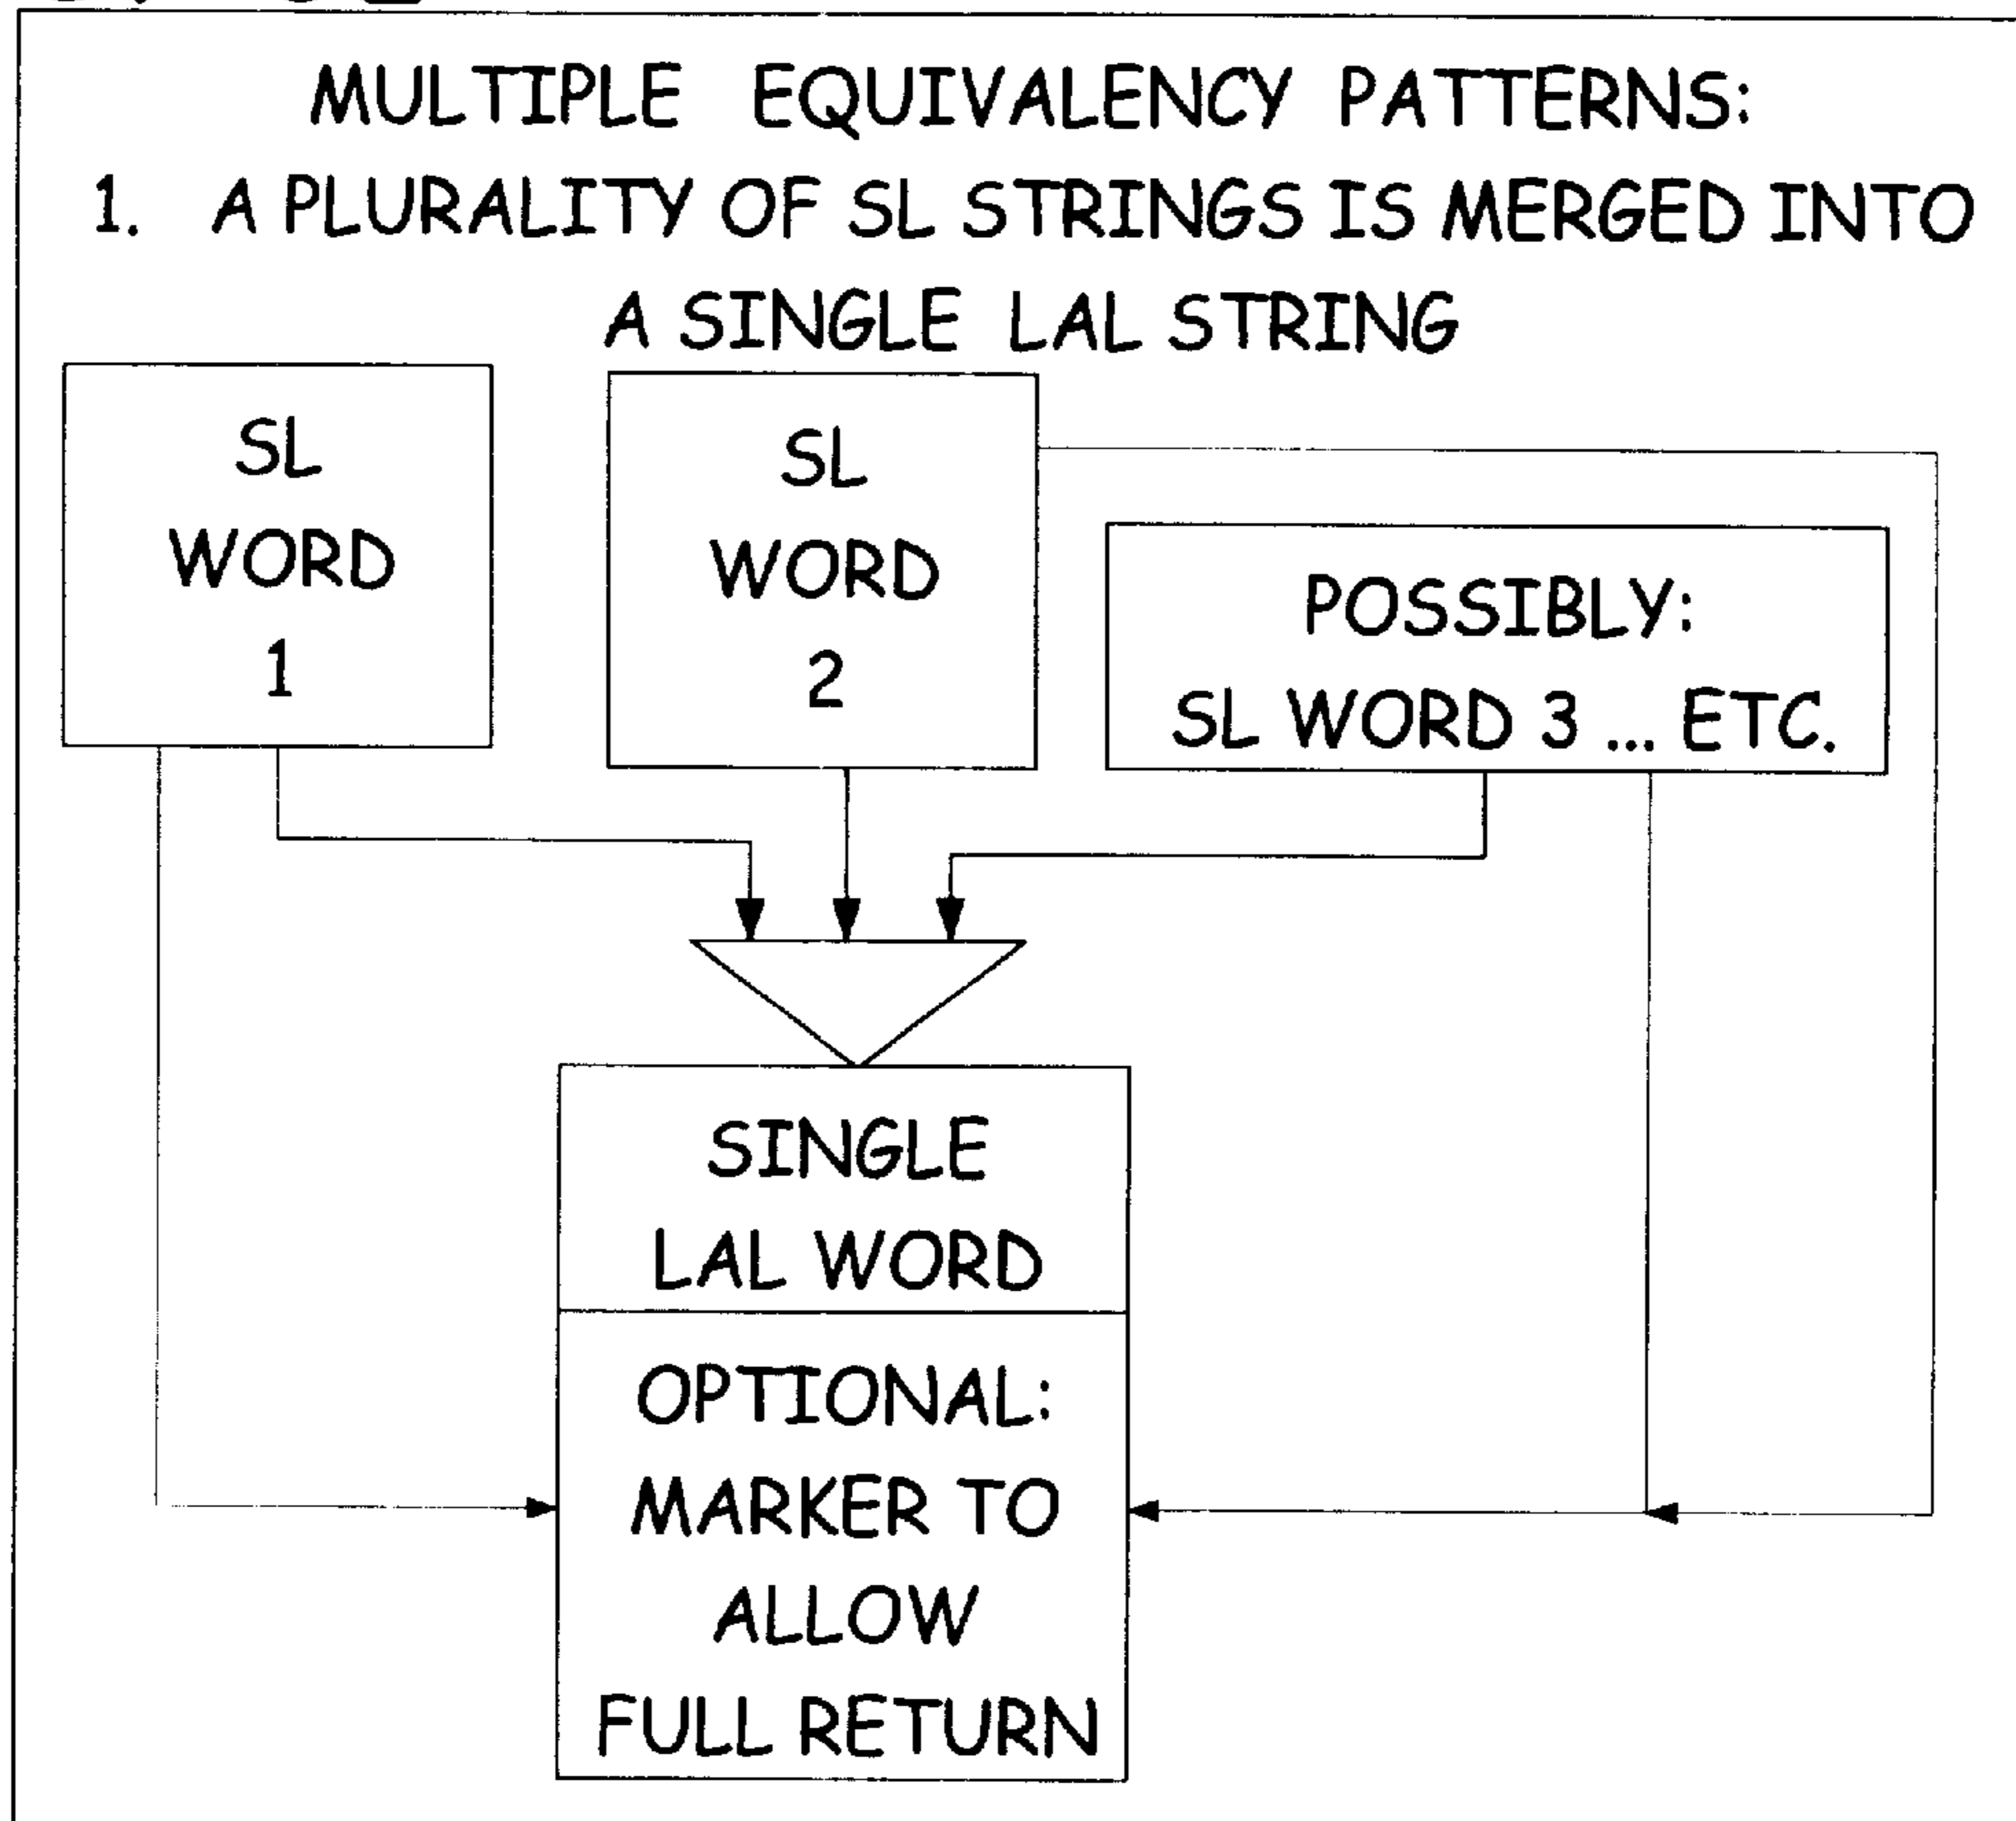 MULTIPLE EQUIVALENCY PATTERNS:
1. A PLURALITY OF SL STRINGS IS MERGED INTO
A SINGLE LAL STRING
SL
WORD
1
SL
WORD
2
POSSIBLY:
SL WORD 3 ... ETC.
SINGLE
LAL WORD
OPTIONAL:
MARKER TO
ALLOW
FULL RETURN